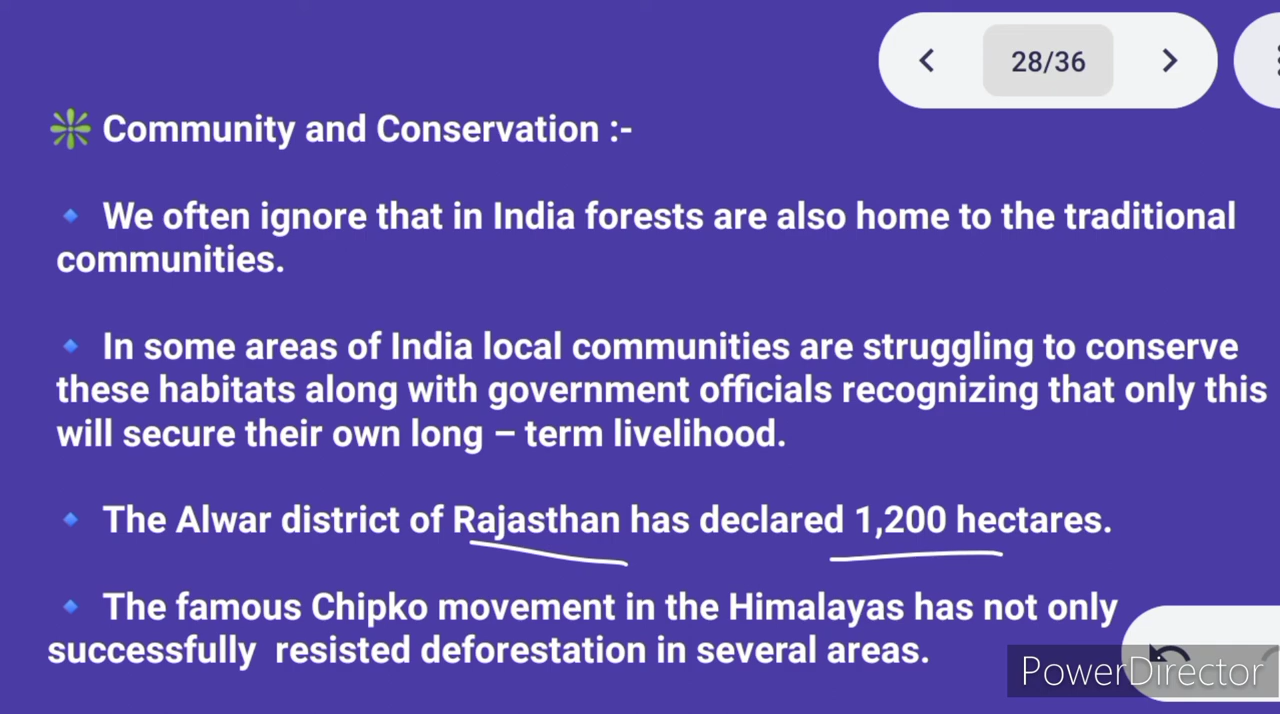 28/36
Community and Conservation :-
We often ignore that in India forests are also home to the traditional
communities.
In some areas of India local communities are struggling to conserve
these habitats along with government officials recognizing that only this
will secure their own long – term livelihood.
The Alwar district of Rajasthan has declared 1,200 hectares.
The famous Chipko movement in the Himalayas has not only
successfully resisted deforestation in several areas.
PowerDirector